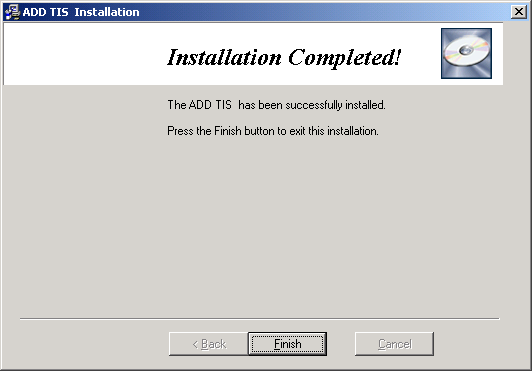 ADD TIS Installation
Installation Completed!
The ADD TIS has been successfully installed.
Press the Finish button to exit this installation.
< Back
Finish
Cancel